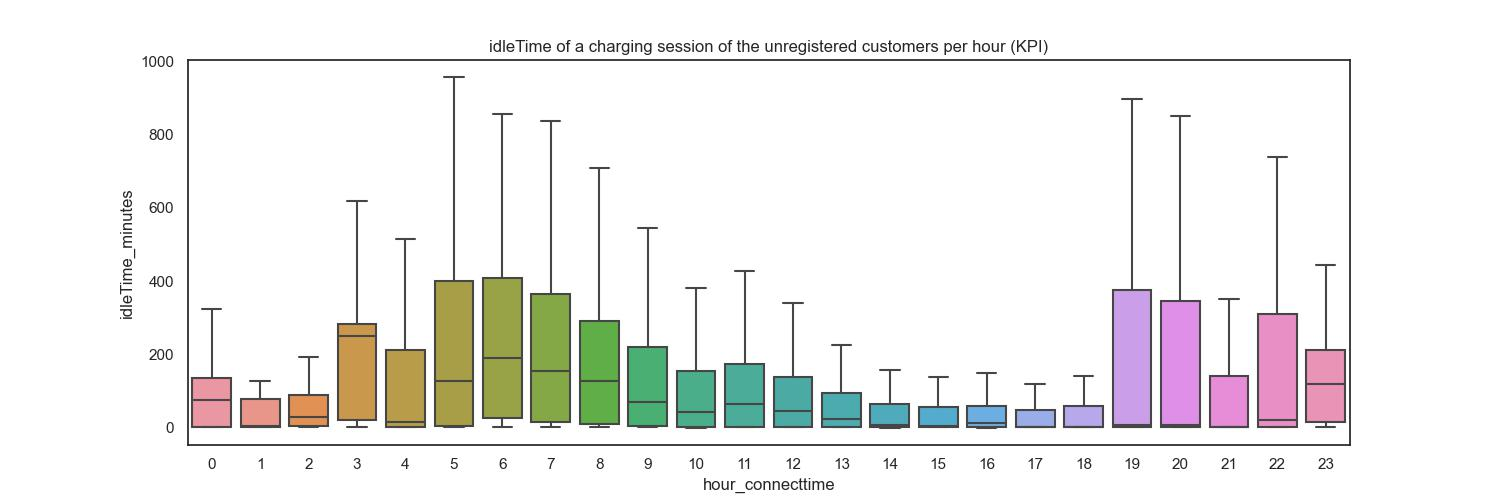 idleTime of a charging session of the unregistered customers per hour (KPI)
1000
800
600
400
200
0
idleTime_minutes
0 1 2 3 4 5 6 7 8 9 10 11 12 13 14 15 16 17 18 19 20 21 22 23
hour_connecttime